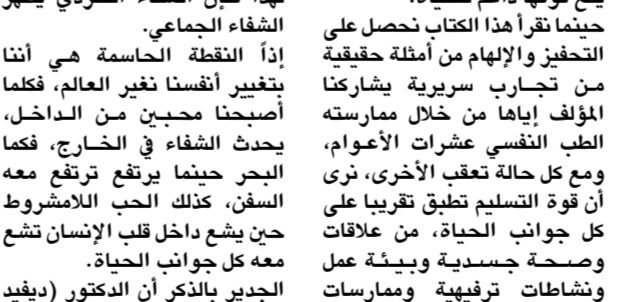 حينما نقرأ هذا الكتاب نحصل على
التحفيز والإلهام من أمثلة حقيقية
من تجارب سريرية يشاركنا
المؤلف إياها من خلال ممارسته
الطب النفسي عشرات الأعوام،
ومع كل حالة تعقب الأخرى، نرى
أن قوة التسليم تطبق تقريبا على
كل جوانب الحياة، من علاقات
وصحة جسدية وبيئة عمل
ونشاطات ترفيهية وممارسات
الشفاء الجماعي.
إذاً النقطة الحاسمة هي أننا
بتغيير أنفسنا نغير العالم، فكلما
أصبحنا محبين من الداخل،
يحدث الشفاء في الخارج، فكما
البحر حينما يرتفع ترتفع معه
السفن، كذلك الحب اللامشروط
حين يشع داخل قلب الإنسان تشع
معه كل جوانب الحياة.
الجدير بالذكر أن الدكتور (ديفيد